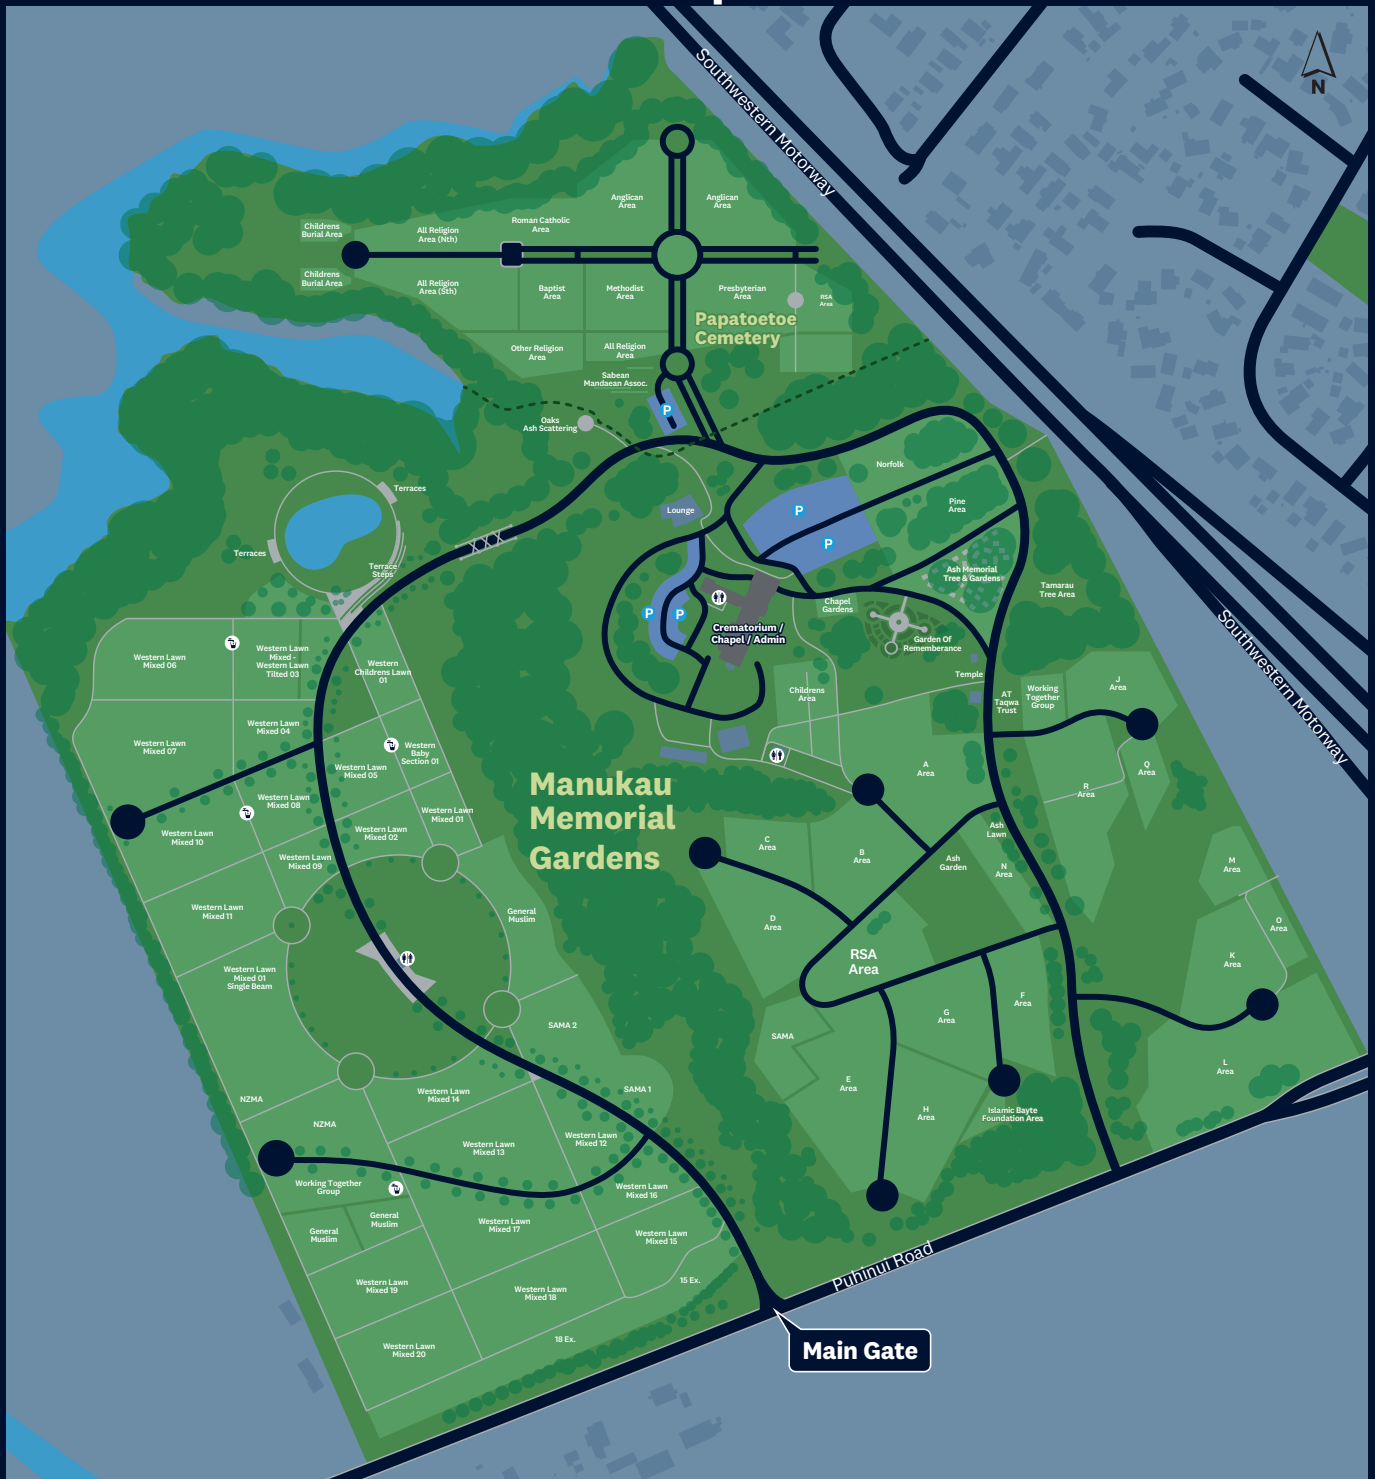 Southwestern Motorway
N
Anglican
Area
Anglican
Area
Roman Catholic
Area
Childrens
Burial Area
All Religion
Area (Nth)
Childrens
Burial Area
All Religion
Area (Sth)
Baptist
Area
Methodist
Area
Presbyterian
Area
RSA
Area
Papatoetoe
Cemetery
Other Religion
Area
All Religion
Area
Sabean
Mandaean Assoc.
P
Oaks
Ash Scattering
Norfolk
Terraces
Pine
Area
Lounge
P
P
Terraces
Terrace
Steps
Ash Memorial
Tree & Gardens
Tamarau
Tree Area
P
P
Chapel
Gardens
Crematorium /
Chapel / Admin
Garden Of
Rememberance
Southwestern Motorway
Western Lawn
Mixed 06
Western Lawn
Mixed -
Western Lawn
Tilted 03
Western
Childrens Lawn
01
Temple
Childrens
Area
AT
Taqwa
Trust
Working
Together
Group
J
Area
Western Lawn
Mixed 04
Western Lawn
Mixed 07
Western
Baby
Section 01
Western Lawn
Mixed 05
A
Area
Q
Area
R
Area
Manukau
Memorial
Gardens
Western Lawn
Mixed 08
Western Lawn
Mixed 01
Western Lawn
Mixed 10
Western Lawn
Mixed 02
C
Area
B
Area
Ash
Lawn
Ash
Garden
N
Area
M
Area
Western Lawn
Mixed 09
Western Lawn
Mixed 11
General
Muslim
D
Area
O
Area
RSA
Area
K
Area
Western Lawn
Mixed 01
Single Beam
F
Area
G
Area
SAMA 2
SAMA
L
Area
E
Area
SAMA 1
NZMA
Western Lawn
Mixed 14
H
Area
Islamic Bayte
Foundation Area
NZMA
Western Lawn
Mixed 12
Western Lawn
Mixed 13
Working Together
Group
Western Lawn
Mixed 16
General
Muslim
General
Muslim
Western Lawn
Mixed 17
Western Lawn
Mixed 15
Puhinui Road
Western Lawn
Mixed 19
15 Ex.
Western Lawn
Mixed 18
18 Ex.
Western Lawn
Mixed 20
Main Gate